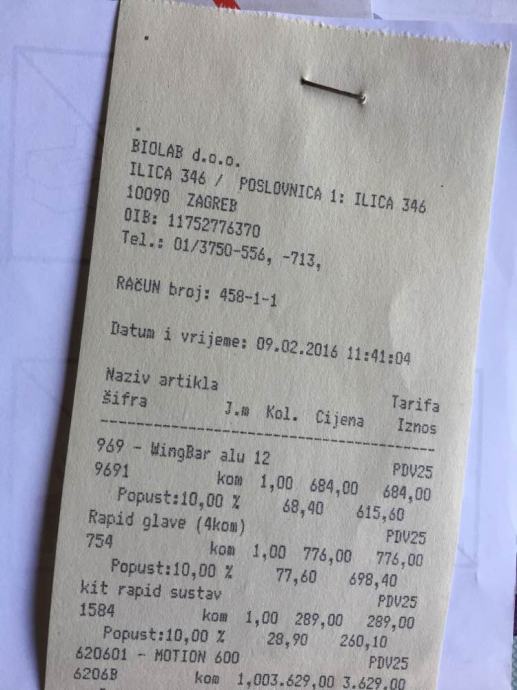 BIOLAB d.o.o.
ILICA 346 / POSLOVNICA 1: ILICA 346
10090 ZAGREB
OIB: 11752776370
Tel.: 01/3750-556, -713,
RAČUN broj: 458-1-1
Datum i vrijeme: 09.02.2016 11:41:04
Naziv artikla Tarifa
šifra J.m Kol. Cijena Iznos
969 - WingBar alu 12 PDV25
9691 kom 1,00 684,00 684,00
Popust:10,00 % 68,40 615,60
Rapid glave (4kom) PDV25
754 kom 1,00 776,00 776,00
Popust:10,00 % 77,60 698,40
kit rapid sustav PDV25
1584 kom 1,00 289,00 289,00
Popust:10,00 % 28,90 260,10
620601 - MOTION 600 PDV25
6206B kom 1,003.629,00 3.629,00